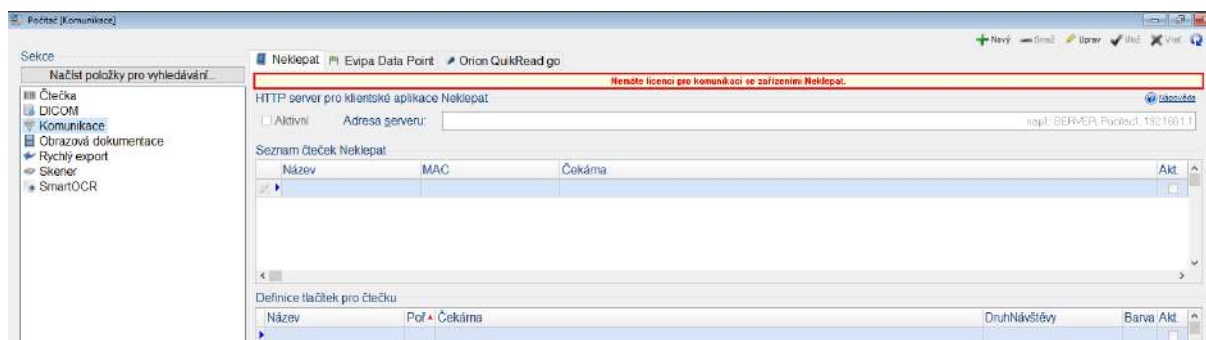 Počítač [Komunikace]
Nový Smaž Uprav Ulož Vrať
Sekce
Načíst položky pro vyhledávání...
Čtečka
DICOM
Komunikace
Obrazová dokumentace
Rychlý export
Skener
SmartOCR
Neklepat Evipa Data Point Orion QuikRead go
Nemáte licenci pro komunikaci se zařízeními Neklepat.
HTTP server pro klientské aplikace Neklepat Nápověda
Aktivní Adresa serveru: např. SERVER,
Seznam čteček Neklepat
Název MAC Čekárna Akt.
Definice tlačítek pro čtečku
Název Poř Čekárna DruhNávštěvy Barva Akt.